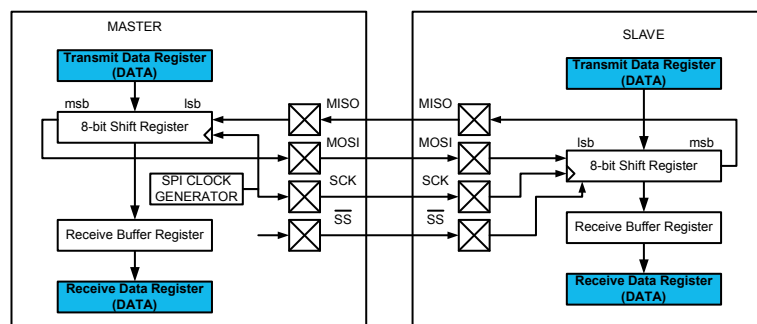 MASTER
Transmit Data Register
(DATA)
msb
lsb
8-bit Shift Register
SPI CLOCK
GENERATOR
Receive Buffer Register
Receive Data Register
(DATA)
MISO
MOSI
SCK
SS
MISO
MOSI
SCK
SS
SLAVE
Transmit Data Register
(DATA)
lsb
msb
8-bit Shift Register
Receive Buffer Register
Receive Data Register
(DATA)